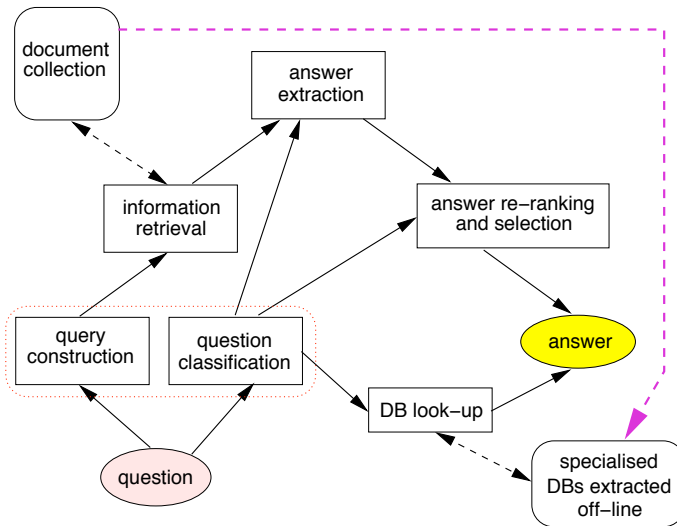 document
collection
answer
extraction
information
retrieval
answer re-ranking
and selection
query
construction
question
classification
answer
DB look-up
question
specialised
DBs extracted
off-line